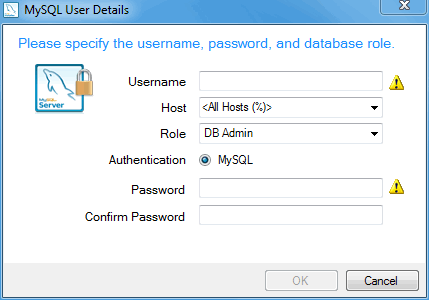 MySQL User Details
Please specify the username, password, and database role.
MySQL
Server
Username
Host <All Hosts (%)>
Role DB Admin
Authentication MySQL
Password
Confirm Password
OK Cancel